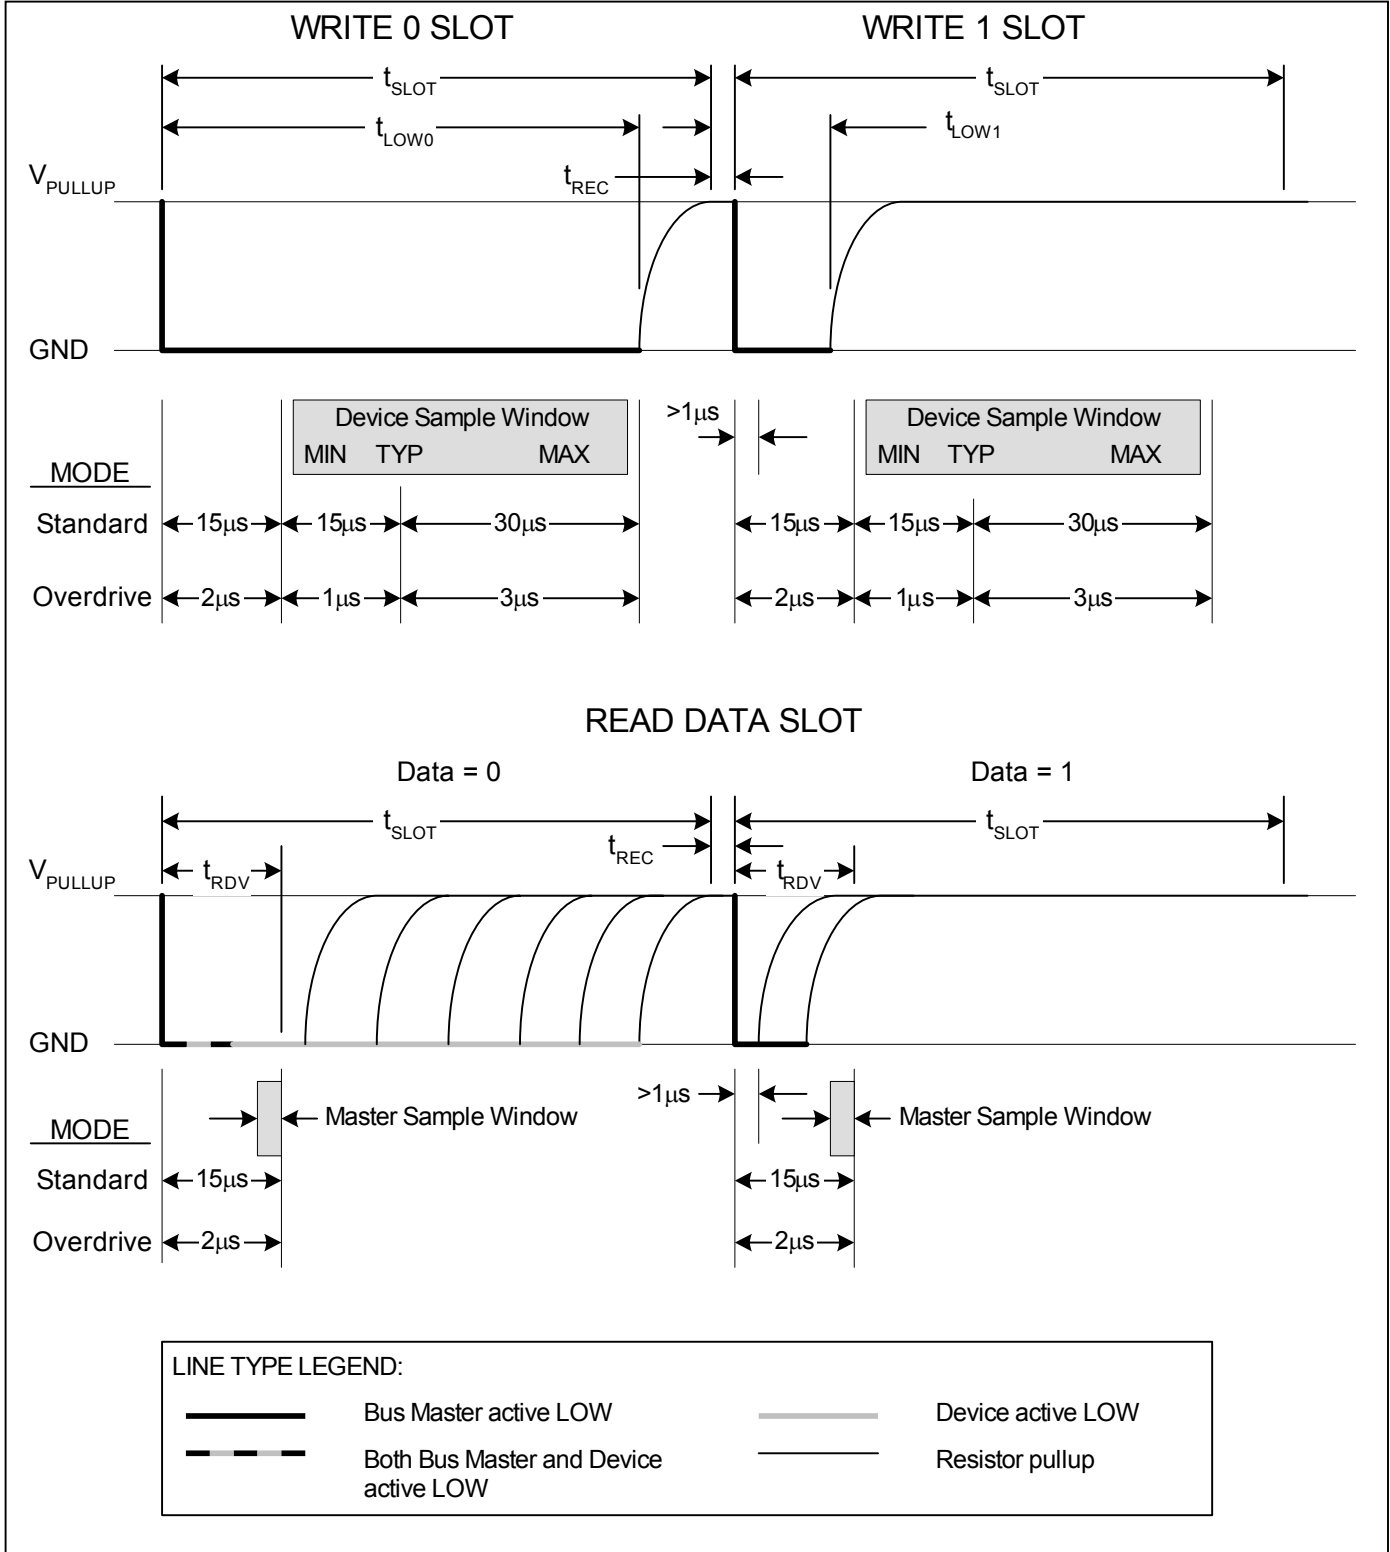 WRITE 0 SLOT WRITE 1 SLOT
tSLOT tSLOT
tLOW0 tLOW1
VPULLUP tREC
GND
Device Sample Window >1μs Device Sample Window
MIN TYP MAX MIN TYP MAX
MODE
Standard 15μs 15μs 30μs 15μs 15μs 30μs
Overdrive 2μs 1μs 3μs 2μs 1μs 3μs
READ DATA SLOT
Data = 0 Data = 1
tSLOT tSLOT
tREC
VPULLUP tRDV tRDV
GND
>1μs
Master Sample Window Master Sample Window
MODE
Standard 15μs 15μs
Overdrive 2μs 2μs
LINE TYPE LEGEND:
Bus Master active LOW Device active LOW
Both Bus Master and Device Resistor pullup
active LOW